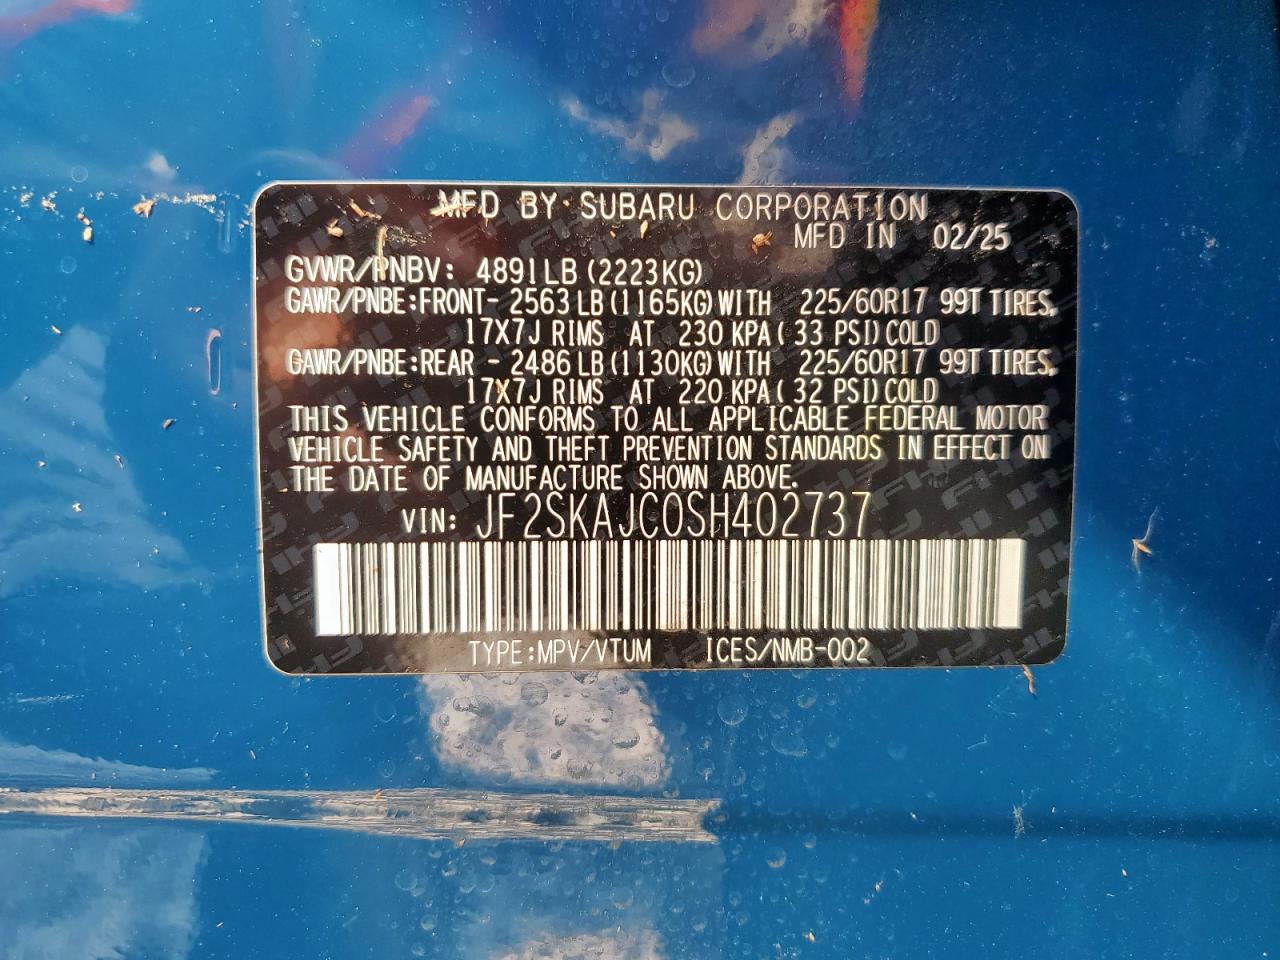 MFD BY SUBARU CORPORATION
MFD IN 02/25
GVWR/PNBV: 4891LB (2223KG)
GAWR/PNBE:FRONT- 2563 LB (1165KG) WITH 225/60R17 99T TIRES,
17X7J RIMS AT 230 KPA ( 33 PSI) COLD
GAWR/PNBE:REAR - 2486 LB (1130KG) WITH 225/60R17 99T TIRES,
17X7J RIMS AT 220 KPA ( 32 PSI) COLD
THIS VEHICLE CONFORMS TO ALL APPLICABLE FEDERAL MOTOR
VEHICLE SAFETY AND THEFT PREVENTION STANDARDS IN EFFECT ON
THE DATE OF MANUFACTURE SHOWN ABOVE.
VIN: JF2SKAJC0SH402737
TYPE:MPV/VTUM ICES/NMB-002